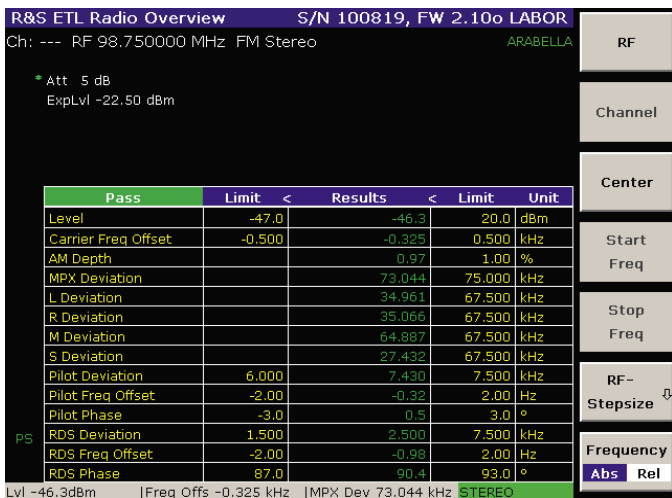 R&S ETL Radio Overview S/N 100819, FW 2.10o LABOR
Ch: --- RF 98.750000 MHz FM Stereo ARABELLA
* Att 5 dB
ExpLvl -22.50 dBm
Pass Limit < Results < Limit Unit
Level -47.0 -46.3 20.0 dBm
Carrier Freq Offset -0.500 -0.325 0.500 kHz
AM Depth 0.97 1.00 %
MPX Deviation 73.044 75.000 kHz
L Deviation 34.961 67.500 kHz
R Deviation 35.066 67.500 kHz
M Deviation 64.887 67.500 kHz
S Deviation 27.432 67.500 kHz
Pilot Deviation 6.000 7.430 7.500 kHz
Pilot Freq Offset -2.00 -0.32 2.00 Hz
Pilot Phase -3.0 0.5 3.0 °
PS
RDS Deviation 1.500 2.500 7.500 kHz
RDS Freq Offset -2.00 -0.98 2.00 Hz
RDS Phase 87.0 90.4 93.0 °
Lvl -46.3dBm |Freq Offs -0.325 kHz |MPX Dev 73.044 kHz STEREO
RF
Channel
Center
Start
Freq
Stop
Freq
RF-
Stepsize ⇩
Frequency
Abs Rel